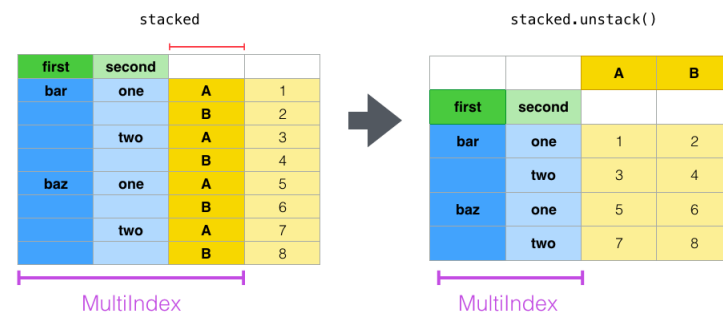 stacked
first second
bar one A 1
B 2
two A 3
B 4
baz one A 5
B 6
two A 7
B 8
MultiIndex
stacked.unstack()
A B
first second
bar one 1 2
two 3 4
baz one 5 6
two 7 8
MultiIndex